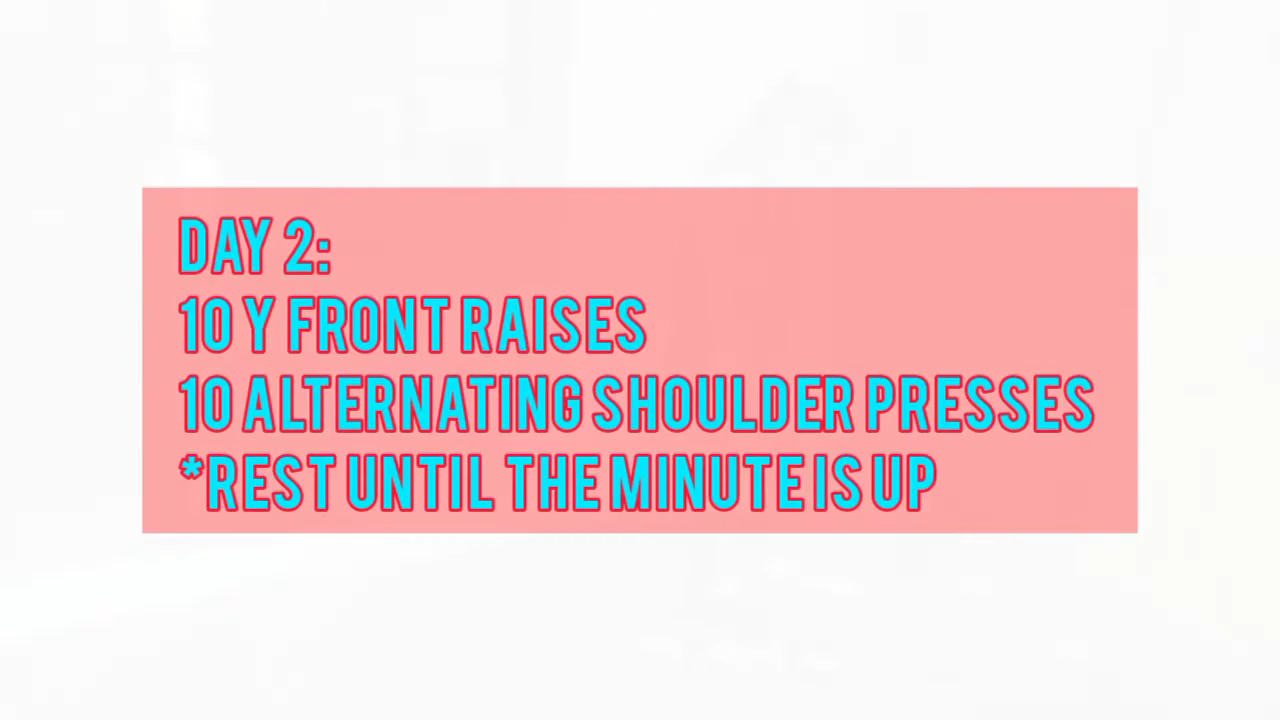 DAY 2:
10 Y FRONT RAISES
10 ALTERNATING SHOULDER PRESSES
*REST UNTIL THE MINUTE IS UP